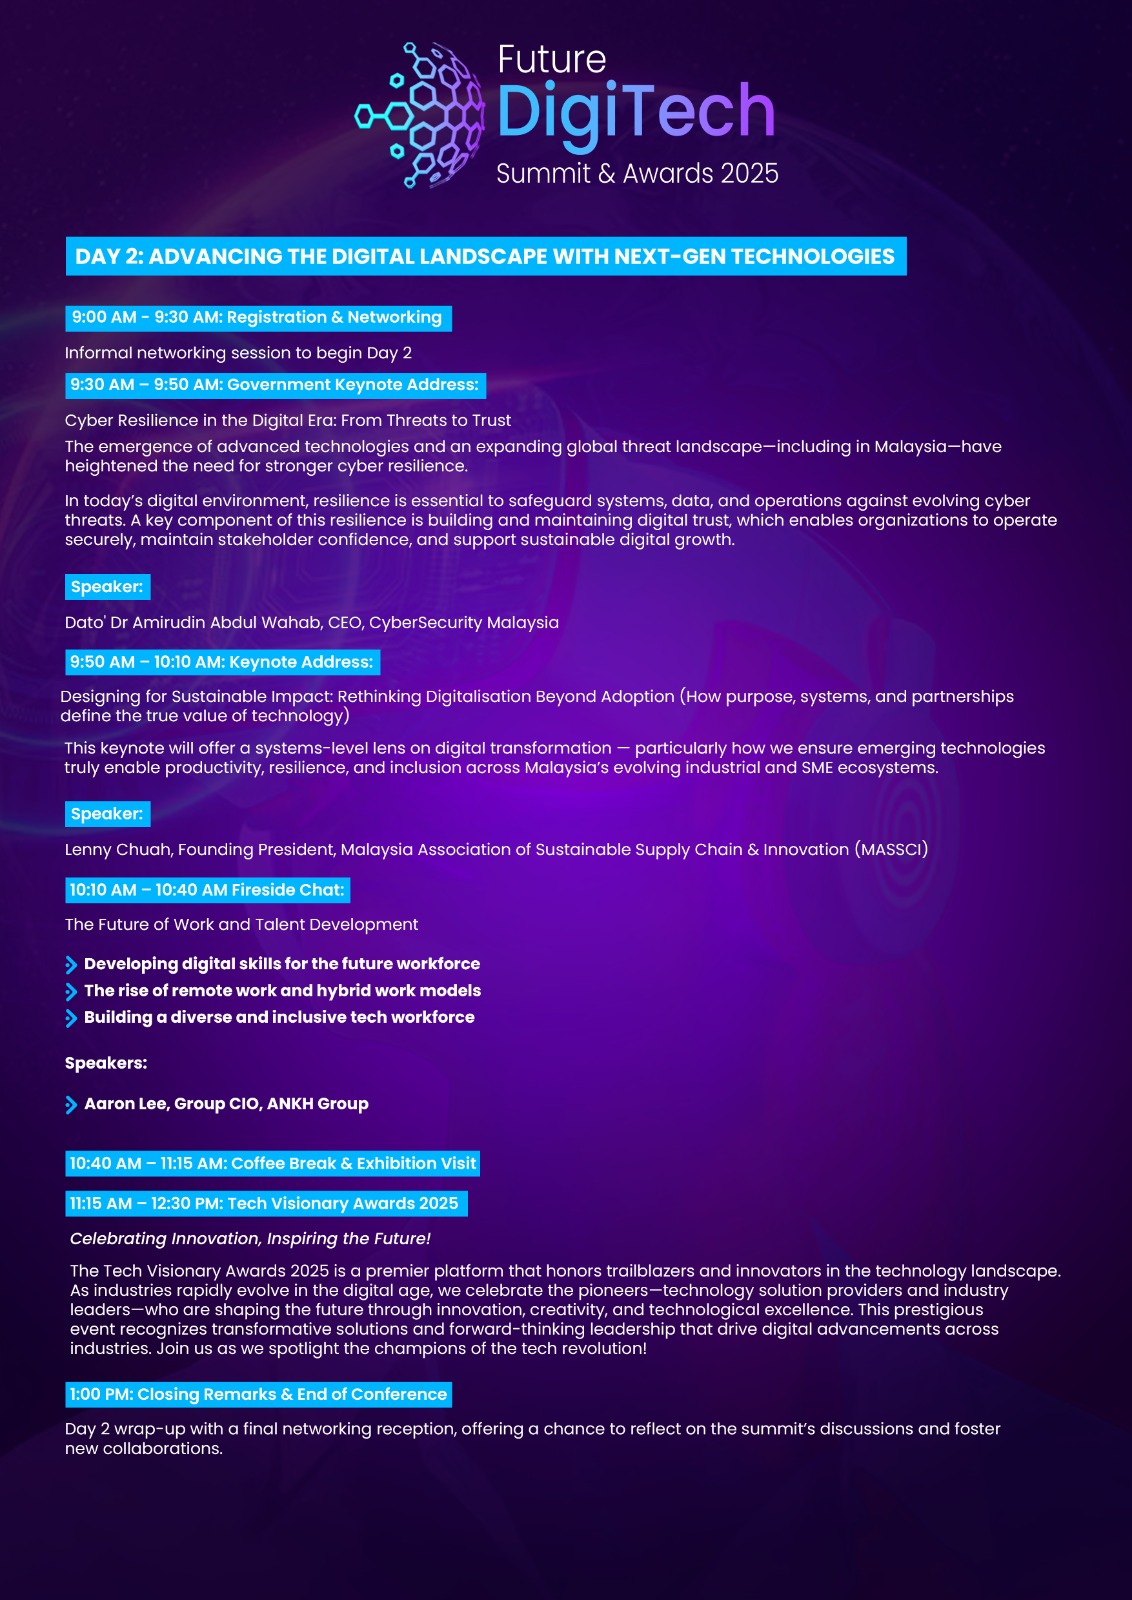 Future
DigiTech
Summit & Awards 2025
DAY 2: ADVANCING THE DIGITAL LANDSCAPE WITH NEXT-GEN TECHNOLOGIES
9:00 AM - 9:30 AM: Registration & Networking
Informal networking session to begin Day 2
9:30 AM – 9:50 AM: Government Keynote Address:
Cyber Resilience in the Digital Era: From Threats to Trust
The emergence of advanced technologies and an expanding global threat landscape—including in Malaysia—have
heightened the need for stronger cyber resilience.
In today’s digital environment, resilience is essential to safeguard systems, data, and operations against evolving cyber
threats. A key component of this resilience is building and maintaining digital trust, which enables organizations to operate
securely, maintain stakeholder confidence, and support sustainable digital growth.
Speaker:
Dato' Dr Amirudin Abdul Wahab, CEO, CyberSecurity Malaysia
9:50 AM – 10:10 AM: Keynote Address:
Designing for Sustainable Impact: Rethinking Digitalisation Beyond Adoption (How purpose, systems, and partnerships
define the true value of technology)
This keynote will offer a systems-level lens on digital transformation — particularly how we ensure emerging technologies
truly enable productivity, resilience, and inclusion across Malaysia’s evolving industrial and SME ecosystems.
Speaker:
Lenny Chuah, Founding President, Malaysia Association of Sustainable Supply Chain & Innovation (MASSCI)
10:10 AM – 10:40 AM Fireside Chat:
The Future of Work and Talent Development
Developing digital skills for the future workforce
The rise of remote work and hybrid work models
Building a diverse and inclusive tech workforce
Speakers:
Aaron Lee, Group CIO, ANKH Group
10:40 AM – 11:15 AM: Coffee Break & Exhibition Visit
11:15 AM – 12:30 PM: Tech Visionary Awards 2025
Celebrating Innovation, Inspiring the Future!
The Tech Visionary Awards 2025 is a premier platform that honors trailblazers and innovators in the technology landscape.
As industries rapidly evolve in the digital age, we celebrate the pioneers—technology solution providers and industry
leaders—who are shaping the future through innovation, creativity, and technological excellence. This prestigious
event recognizes transformative solutions and forward-thinking leadership that drive digital advancements across
industries. Join us as we spotlight the champions of the tech revolution!
1:00 PM: Closing Remarks & End of Conference
Day 2 wrap-up with a final networking reception, offering a chance to reflect on the summit’s discussions and foster
new collaborations.